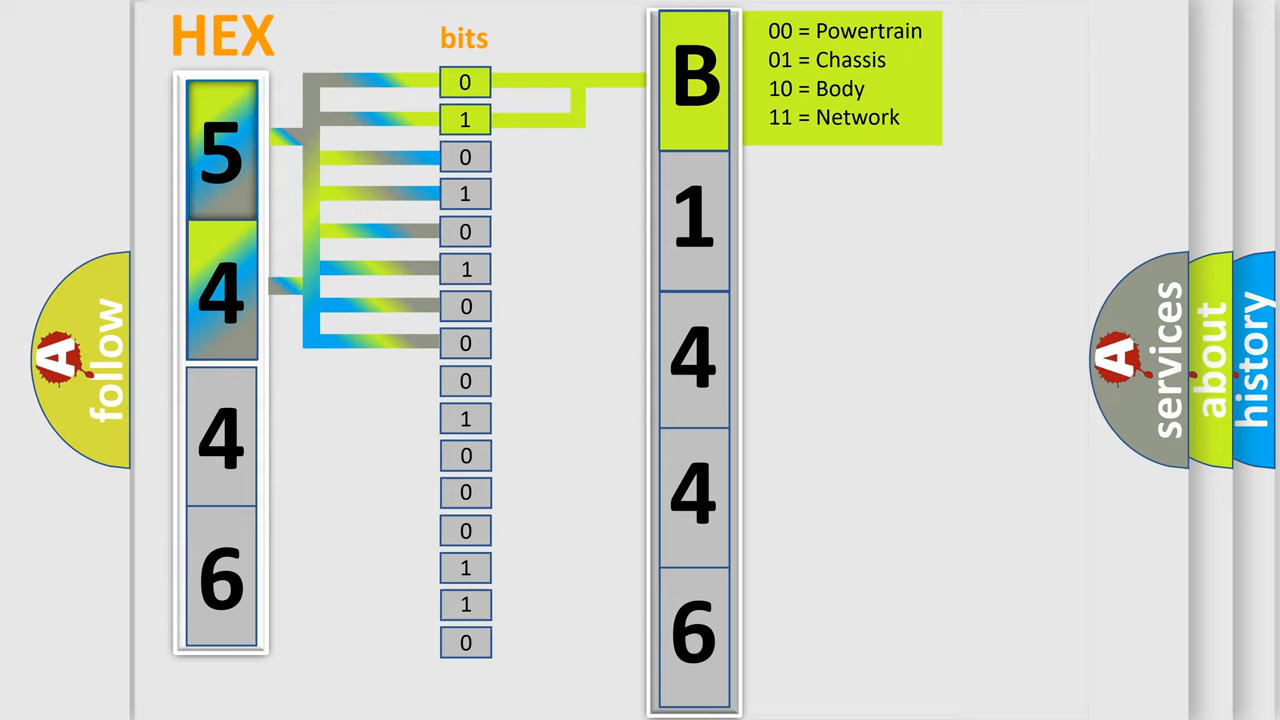 HEX
bits
5
4
4
6
0
1
0
1
0
1
0
0
0
1
0
0
0
1
1
0
B
1
4
4
6
00 = Powertrain
01 = Chassis
10 = Body
11 = Network
A
follow
A
services
about
history